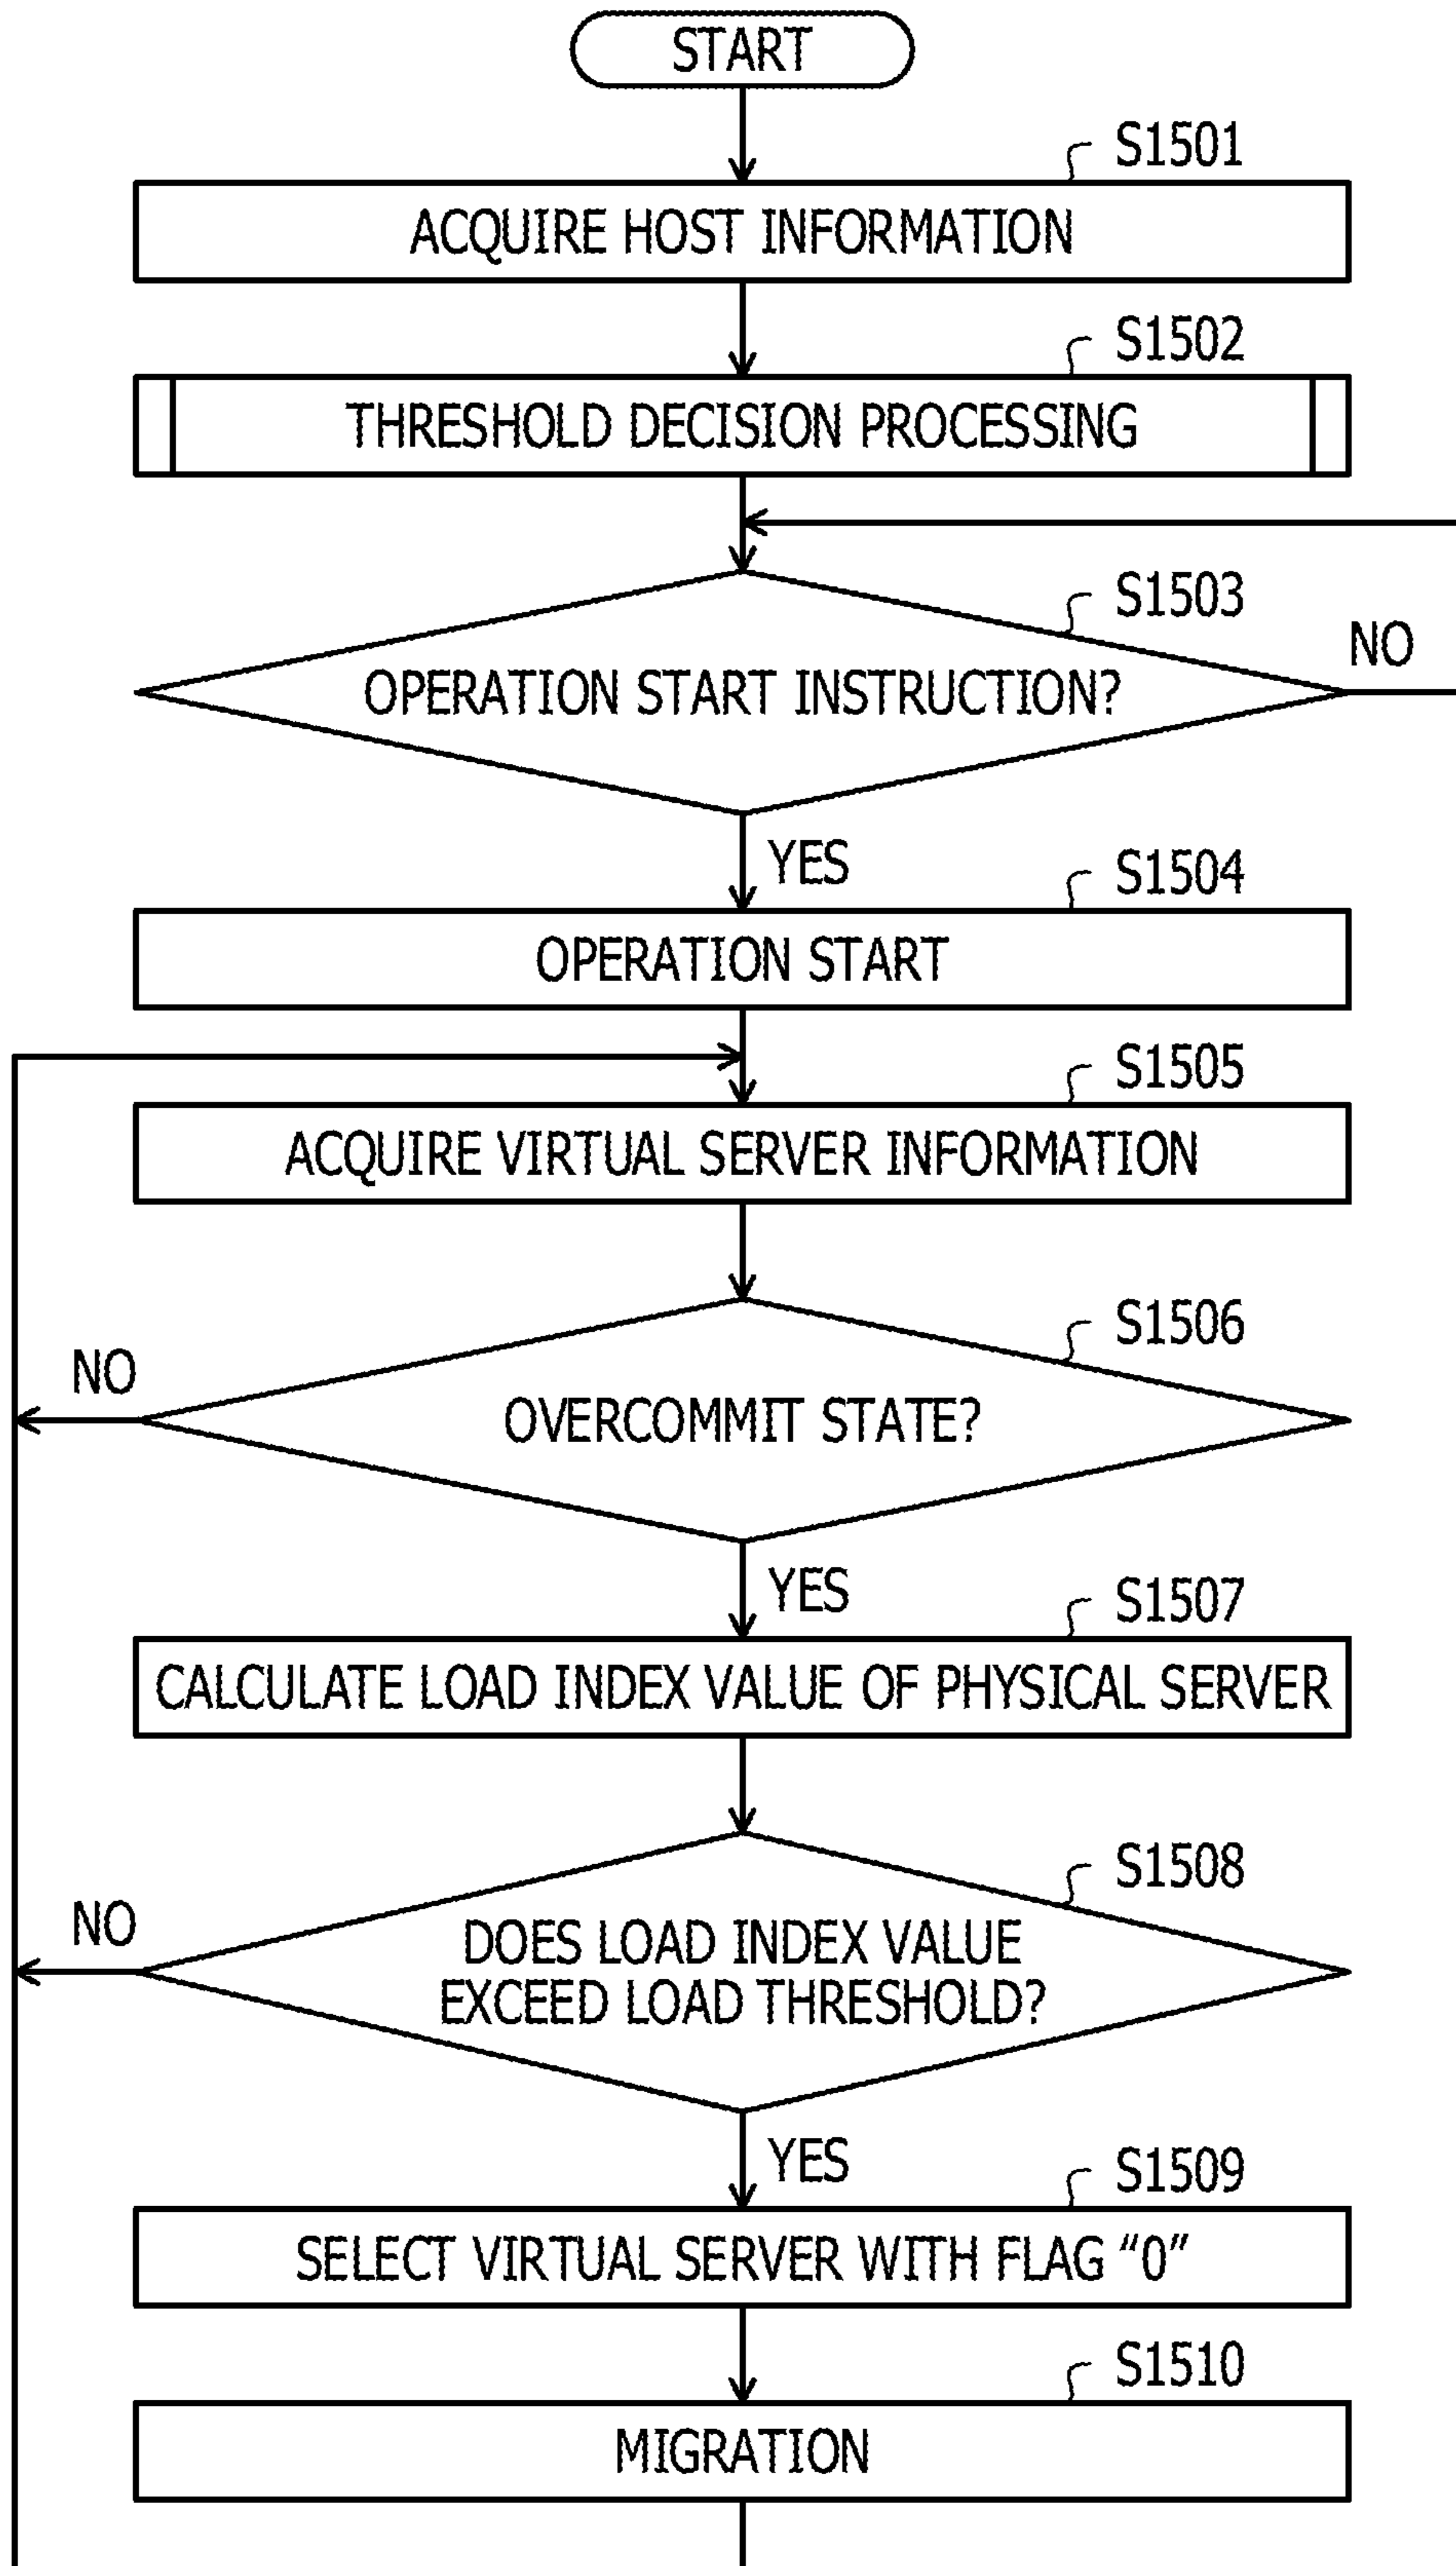 START
S1501
ACQUIRE HOST INFORMATION
S1502
THRESHOLD DECISION PROCESSING
S1503
NO
OPERATION START INSTRUCTION?
YES
S1504
OPERATION START
S1505
ACQUIRE VIRTUAL SERVER INFORMATION
S1506
NO
OVERCOMMIT STATE?
YES
S1507
CALCULATE LOAD INDEX VALUE OF PHYSICAL SERVER
S1508
NO
DOES LOAD INDEX VALUE
EXCEED LOAD THRESHOLD?
YES
S1509
SELECT VIRTUAL SERVER WITH FLAG “0”
S1510
MIGRATION